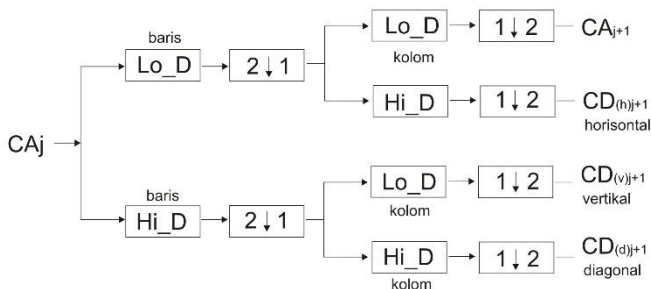 baris
Lo_D
2↓1
Lo_D
kolom
1↓2
CAj+1
Hi_D
1↓2
CD(h)j+1
horisontal
CAj
baris
Hi_D
2↓1
Lo_D
kolom
1↓2
CD(v)j+1
vertikal
Hi_D
kolom
1↓2
CD(d)j+1
diagonal